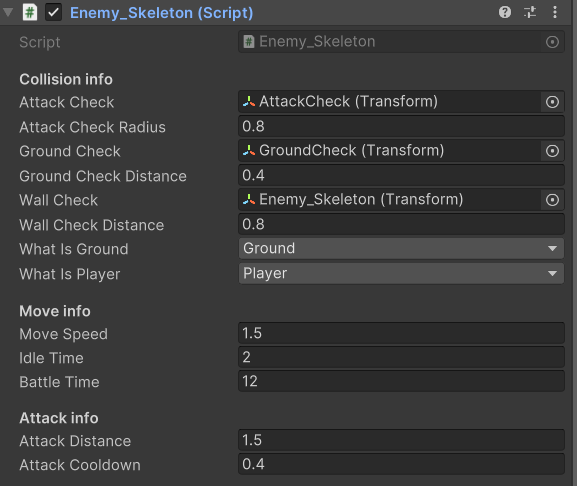 Enemy_Skeleton (Script)
Script Enemy_Skeleton
Collision info
Attack Check AttackCheck (Transform)
Attack Check Radius 0.8
Ground Check GroundCheck (Transform)
Ground Check Distance 0.4
Wall Check Enemy_Skeleton (Transform)
Wall Check Distance 0.8
What Is Ground Ground
What Is Player Player
Move info
Move Speed 1.5
Idle Time 2
Battle Time 12
Attack info
Attack Distance 1.5
Attack Cooldown 0.4